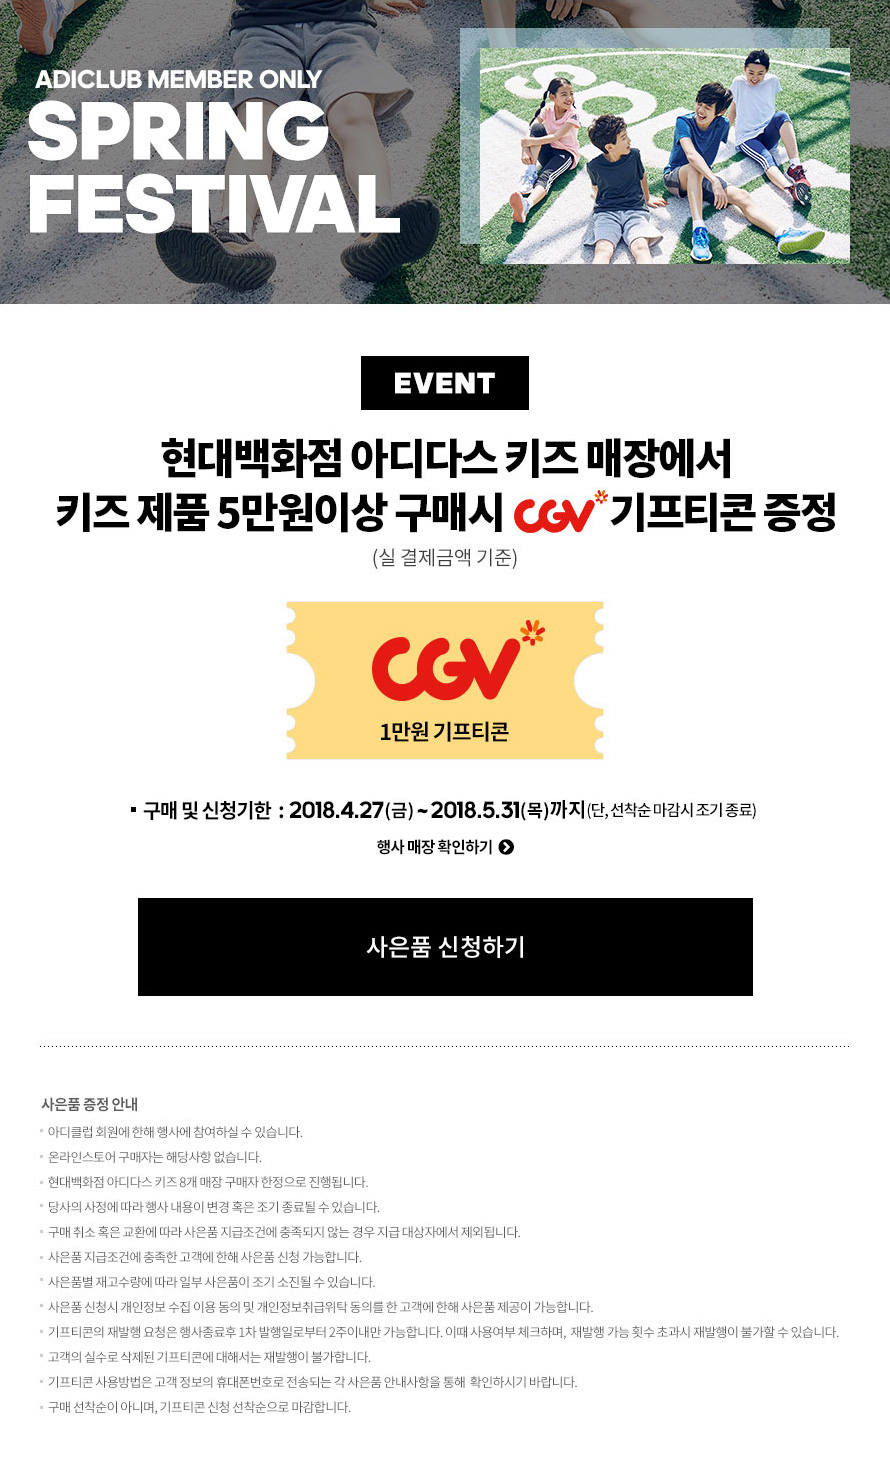 ADICLUB MEMBER ONLY
SPRING
FESTIVAL
EVENT
현대백화점 아디다스 키즈 매장에서
키즈 제품 5만원이상 구매시 CGV 기프티콘 증정
(실 결제금액 기준)
CGV
1만원 기프티콘
▪ 구매 및 신청기한 : 2018.4.27(금) ~ 2018.5.31(목)까지(단, 선착순 마감시 조기 종료)
행사 매장 확인하기
사은품 신청하기
사은품 증정 안내
▪ 아디클럽 회원에 한해 행사에 참여하실 수 있습니다.
▪ 온라인스토어 구매자는 해당사항 없습니다.
▪ 현대백화점 아디다스 키즈 8개 매장 구매자 한정으로 진행됩니다.
▪ 당사의 사정에 따라 행사 내용이 변경 혹은 조기 종료될 수 있습니다.
▪ 구매 취소 혹은 교환에 따라 사은품 지급조건에 충족되지 않는 경우 지급 대상자에서 제외됩니다.
▪ 사은품 지급조건에 충족한 고객에 한해 사은품 신청 가능합니다.
▪ 사은품별 재고수량에 따라 일부 사은품이 조기 소진될 수 있습니다.
▪ 사은품 신청시 개인정보 수집 이용 동의 및 개인정보취급위탁 동의를 한 고객에 한해 사은품 제공이 가능합니다.
▪ 기프티콘의 재발행 요청은 행사종료후 1차 발행일로부터 2주이내만 가능합니다. 이때 사용여부 체크하며, 재발행 가능 횟수 초과시 재발행이 불가할 수 있습니다.
▪ 고객의 실수로 삭제된 기프티콘에 대해서는 재발행이 불가합니다.
▪ 기프티콘 사용방법은 고객 정보의 휴대폰번호로 전송되는 각 사은품 안내사항을 통해 확인하시기 바랍니다.
▪ 구매 선착순이 아니며, 기프티콘 신청 선착순으로 마감합니다.